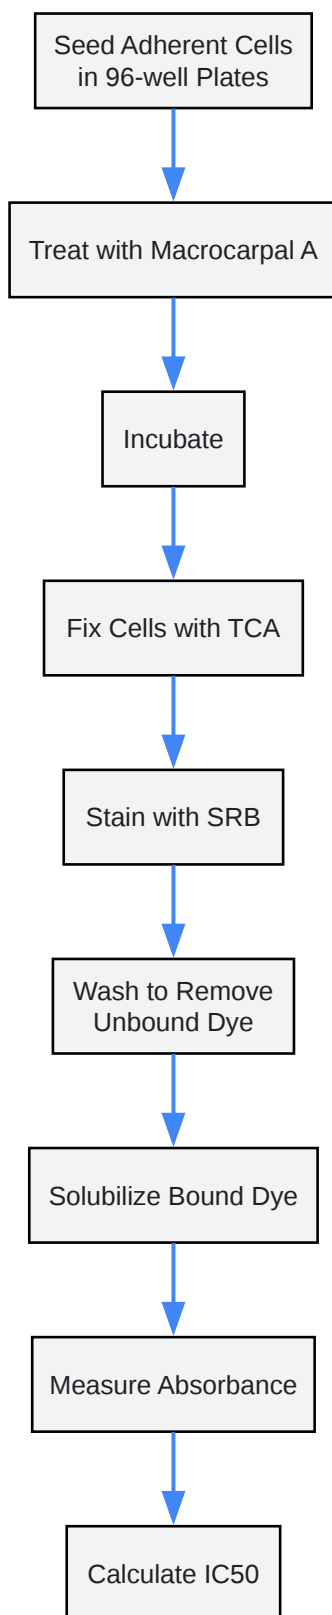 Seed Adherent Cells
in 96-well Plates
Treat with Macrocarpal A
Incubate
Fix Cells with TCA
Stain with SRB
Wash to Remove
Unbound Dye
Solubilize Bound Dye
Measure Absorbance
Calculate IC50